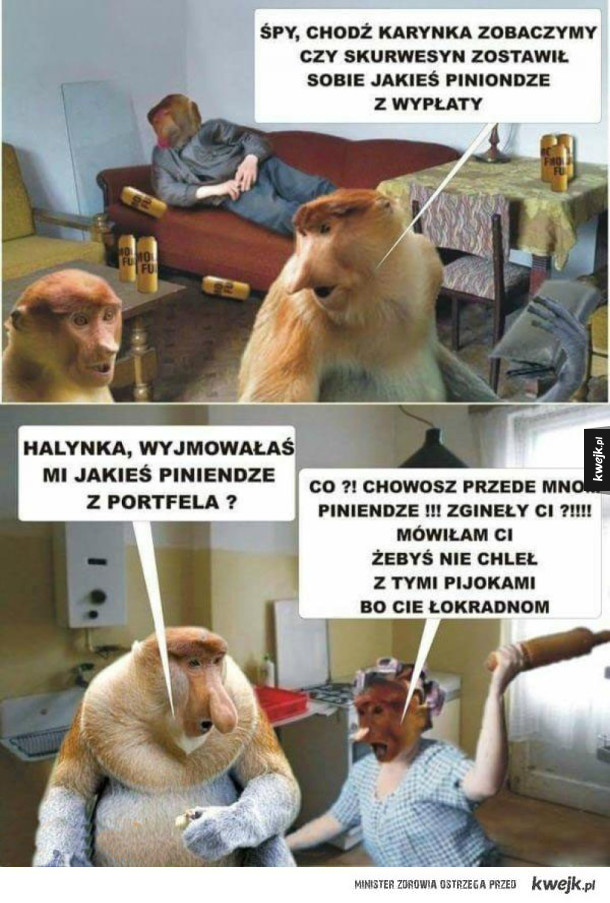 ŚPY, CHODŹ KARYNKA ZOBACZYMY
CZY SKURWESYN ZOSTAWIŁ
SOBIE JAKIEŚ PINIONDZE
Z WYPŁATY
HALYNKA, WYJMOWAŁAŚ
MI JAKIEŚ PINIENDZE
Z PORTFELA ?
kwejk.pl
CO ?! CHOWOSZ PRZEDE MNOM
PINIENDZE !!! ZGINEŁY CI ?!!!!
MÓWIŁAM CI
ŻEBYŚ NIE CHLEŁ
Z TYMI PIJOKAMI
BO CIE ŁOKRADNOM
MINISTER ZDROWIA OSTRZEGA PRZED kwejk.pl